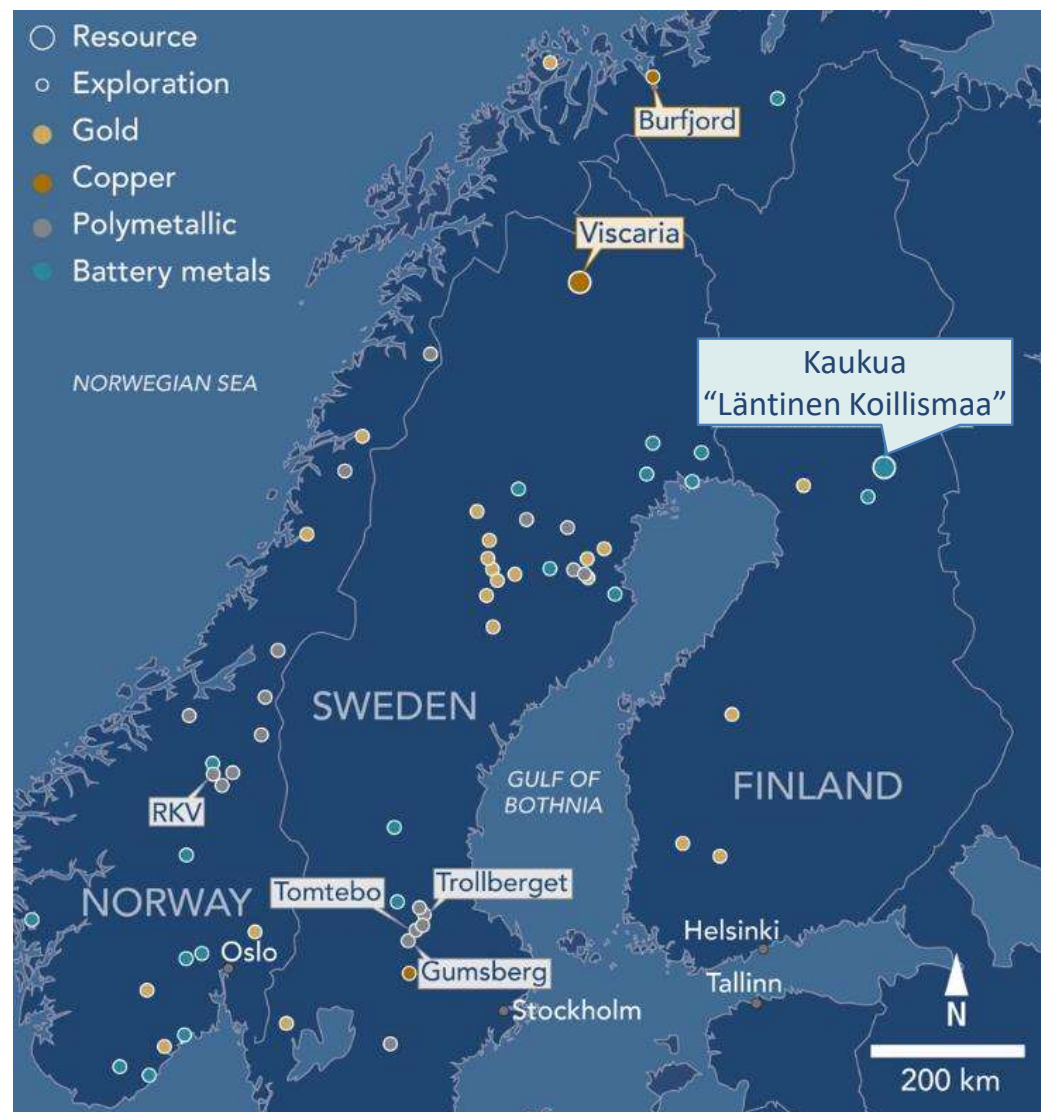 Resource
Exploration
Gold
Copper
Polymetallic
Battery metals
Burfjord
Viscaria
NORWEGIAN SEA
Kaukua
“Läntinen Koillismaa”
SWEDEN
GULF OF
BOTHNIA
FINLAND
RKV
NORWAY
Tomtebo
Trollberget
Oslo
Gumsberg
Stockholm
Helsinki
Tallinn
N
200 km